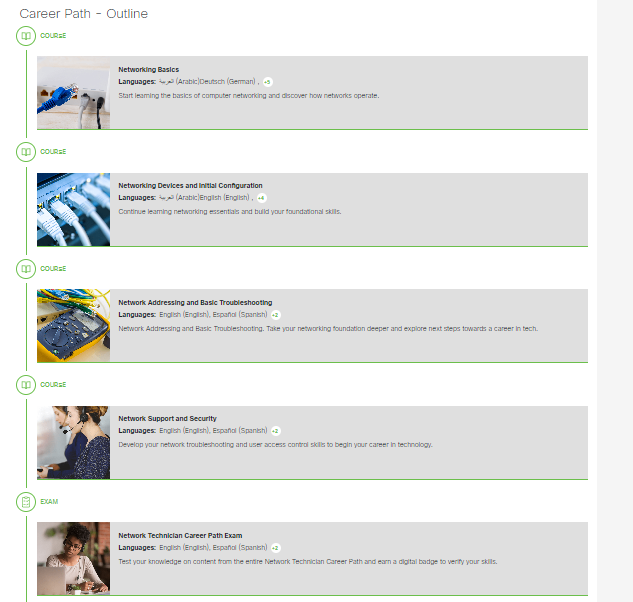 Career Path - Outline
COURSE
Networking Basics
Languages: العربية (Arabic)Deutsch (German) , +5
Start learning the basics of computer networking and discover how networks operate.
COURSE
Networking Devices and Initial Configuration
Languages: العربية (Arabic)English (English) , +4
Continue learning networking essentials and build your foundational skills.
COURSE
Network Addressing and Basic Troubleshooting
Languages: English (English), Español (Spanish) +2
Network Addressing and Basic Troubleshooting. Take your networking foundation deeper and explore next steps towards a career in tech.
COURSE
Network Support and Security
Languages: English (English), Español (Spanish) +2
Develop your network troubleshooting and user access control skills to begin your career in technology.
EXAM
Network Technician Career Path Exam
Languages: English (English), Español (Spanish) +2
Test your knowledge on content from the entire Network Technician Career Path and earn a digital badge to verify your skills.